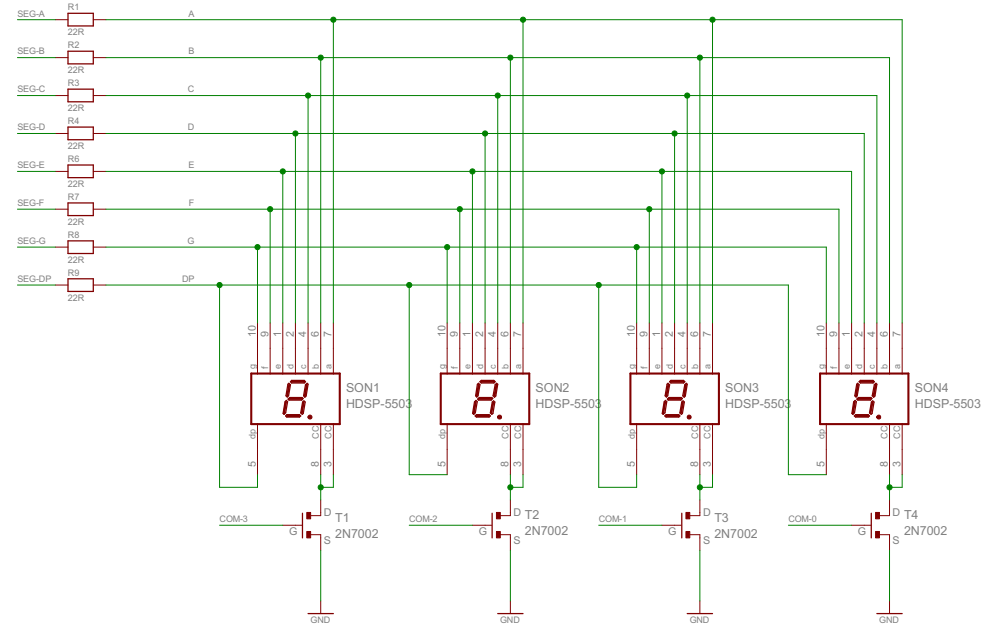 R1
SEG-A A
22R
R2
SEG-B B
22R
R3
SEG-C C
22R
R4
SEG-D D
22R
R6
SEG-E E
22R
R7
SEG-F F
22R
R8
SEG-G G
22R
R9
SEG-DP DP
22R
10 9 1 2 4 6 7
g f e d c b a
8.
SON1
HDSP-5503
dp CC CC
5 8 3
10 9 1 2 4 6 7
g f e d c b a
8.
SON2
HDSP-5503
dp CC CC
5 8 3
10 9 1 2 4 6 7
g f e d c b a
8.
SON3
HDSP-5503
dp CC CC
5 8 3
10 9 1 2 4 6 7
g f e d c b a
8.
SON4
HDSP-5503
dp CC CC
5 8 3
COM-3
G D S
T1
2N7002
GND
COM-2
G D S
T2
2N7002
GND
COM-1
G D S
T3
2N7002
GND
COM-0
G D S
T4
2N7002
GND